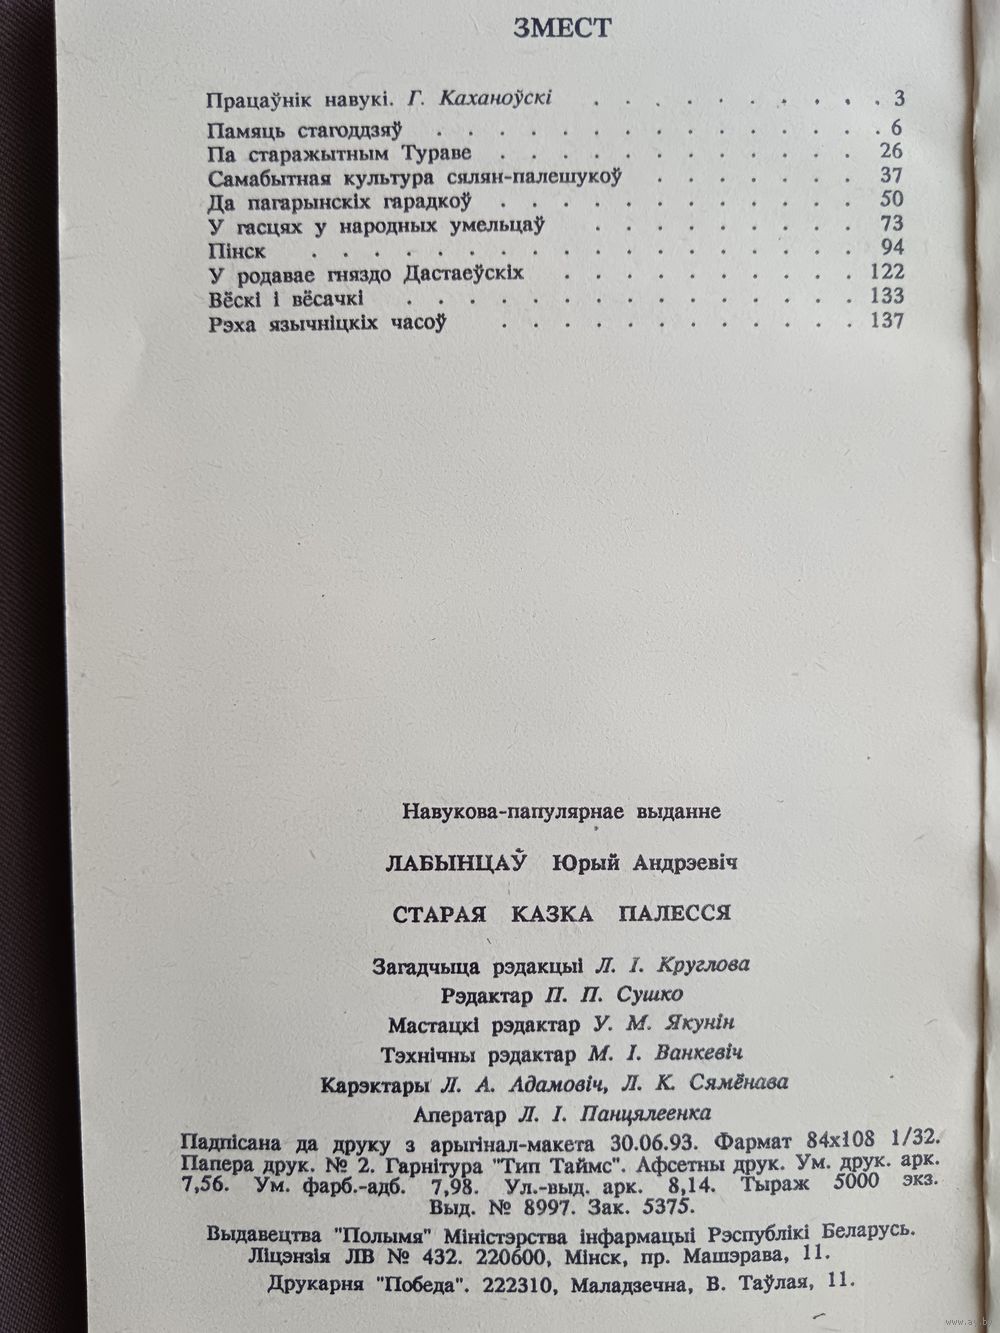 ЗМЕСТ
Працаўнік навукі. Г. Каханоўскі . . . . . . . . . . 3
Памяць стагоддзяў . . . . . . . . . . . . . . . 6
Па старажытным Тураве . . . . . . . . . . . . 26
Самабытная культура сялян-палешукоў . . . . . . . 37
Да пагарынскіх гарадкоў . . . . . . . . . . . . 50
У гасцях у народных умельцаў . . . . . . . . . 73
Пінск . . . . . . . . . . . . . . . . . . 94
У родавае гняздо Дастаеўскіх . . . . . . . . . . 122
Вёскі і вёсачкі . . . . . . . . . . . . . . . 133
Рэха язычніцкіх часоў . . . . . . . . . . . . 137
Навукова-папулярнае выданне
ЛАБЫНЦАЎ Юрый Андрэевіч
СТАРАЯ КАЗКА ПАЛЕССЯ
Загадчыца рэдакцыі Л. І. Круглова
Рэдактар П. П. Сушко
Мастацкі рэдактар У. М. Якунін
Тэхнічны рэдактар М. І. Ванкевіч
Карэктары Л. А. Адамовіч, Л. К. Сямёнава
Аператар Л. І. Панцялеенка
Падпісана да друку з арыгінал-макета 30.06.93. Фармат 84х108 1/32.
Папера друк. № 2. Гарнітура "Тип Таймс". Афсетны друк. Ум. друк. арк.
7,56. Ум. фарб.-адб. 7,98. Ул.-выд. арк. 8,14. Тыраж 5000 экз.
Выд. № 8997. Зак. 5375.
Выдавецтва "Полымя" Міністэрства інфармацыі Рэспублікі Беларусь.
Ліцэнзія ЛВ № 432. 220600, Мінск, пр. Машэрава, 11.
Друкарня "Победа". 222310, Маладзечна, В. Таўлая, 11.
www.ay.by